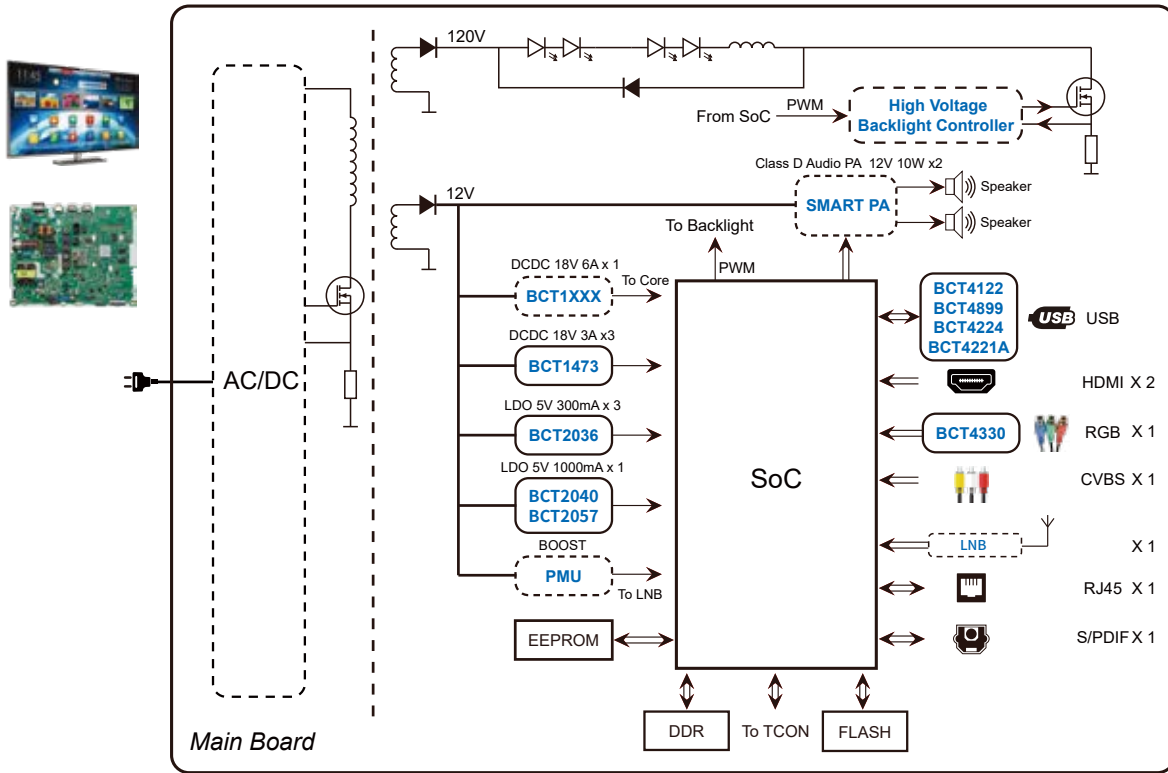 120V
From SoC
PWM
High Voltage
Backlight Controller
Class D Audio PA 12V 10W x2
12V
SMART PA
Speaker
Speaker
To Backlight
PWM
DCDC 18V 6A x 1
BCT1XXX
To Core
DCDC 18V 3A x3
BCT1473
LDO 5V 300mA x 3
BCT2036
LDO 5V 1000mA x 1
BCT2040
BCT2057
BOOST
PMU
To LNB
EEPROM
AC/DC
SoC
BCT4122
BCT4899
BCT4224
BCT4221A
USB
USB
HDMI X 2
BCT4330
RGB X 1
CVBS X 1
LNB
X 1
RJ45 X 1
S/PDIF X 1
DDR
To TCON
FLASH
Main Board
11:45